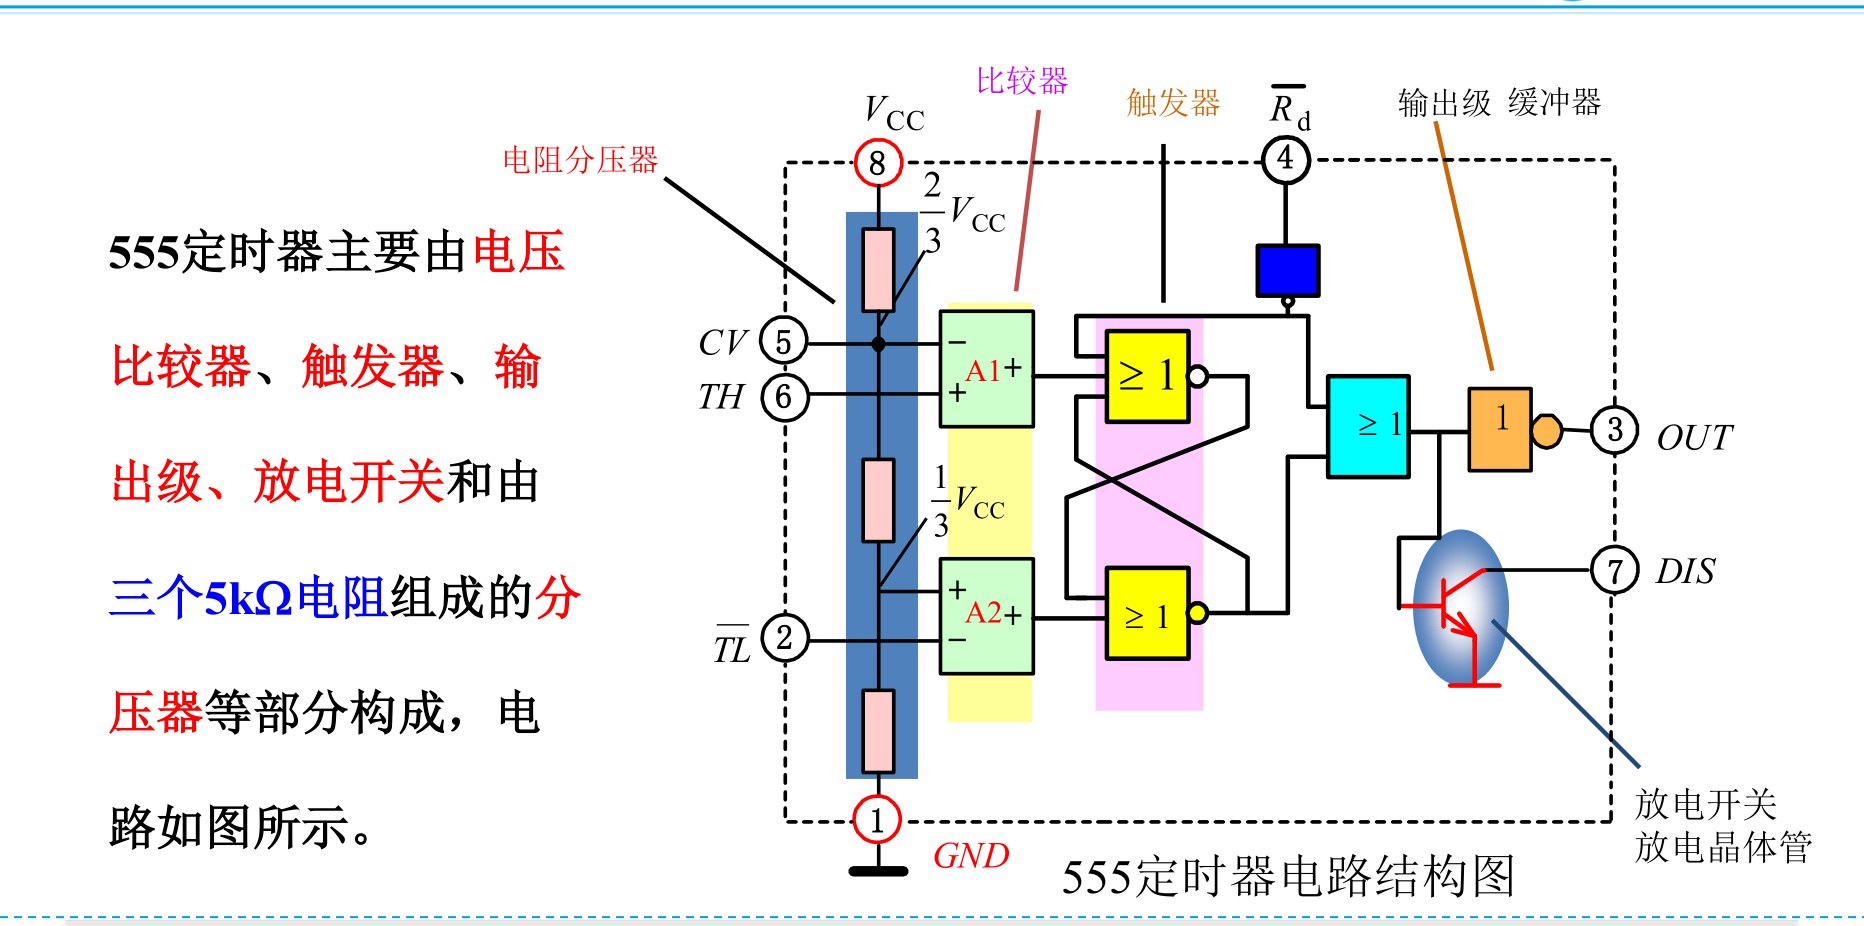 555定时器主要由电压
比较器、触发器、输
出级、放电开关和由
三个5kΩ电阻组成的分
压器等部分构成，电
路如图所示。
比较器
触发器
输出级 缓冲器
电阻分压器
V_CC
R̅_d
8
4
2/3 V_CC
CV 5
TH 6
− A1 +
+
≥ 1
≥ 1
1
3 OUT
1/3 V_CC
+ A2 +
−
≥ 1
7 DIS
T̅L̅ 2
1
GND
放电开关
放电晶体管
555定时器电路结构图